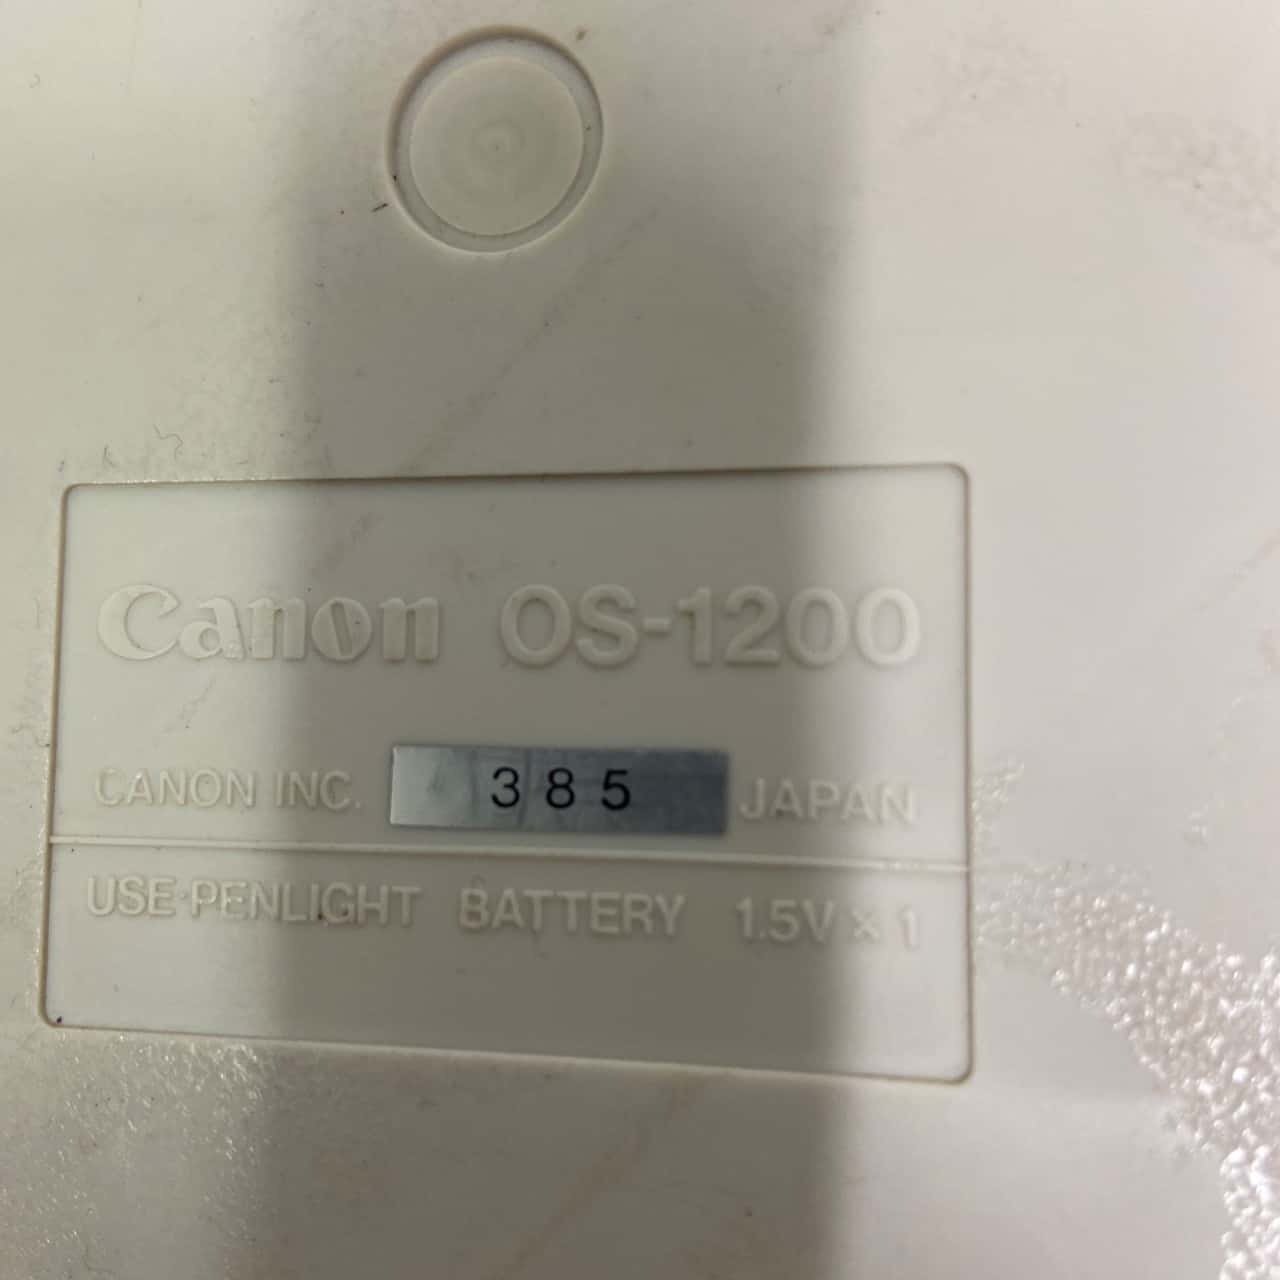 Canon OS-1200
CANON INC. 385 JAPAN
USE PENLIGHT BATTERY 1.5V × 1